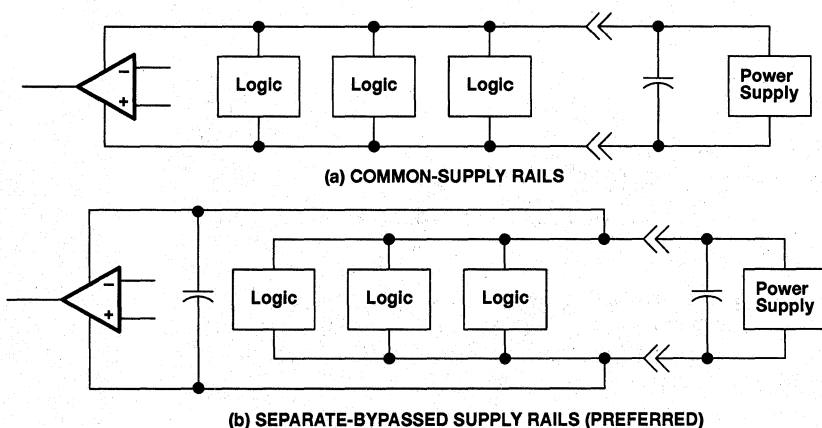 −
+
Logic
Logic
Logic
Power
Supply
(a) COMMON-SUPPLY RAILS
−
+
Logic
Logic
Logic
Power
Supply
(b) SEPARATE-BYPASSED SUPPLY RAILS (PREFERRED)